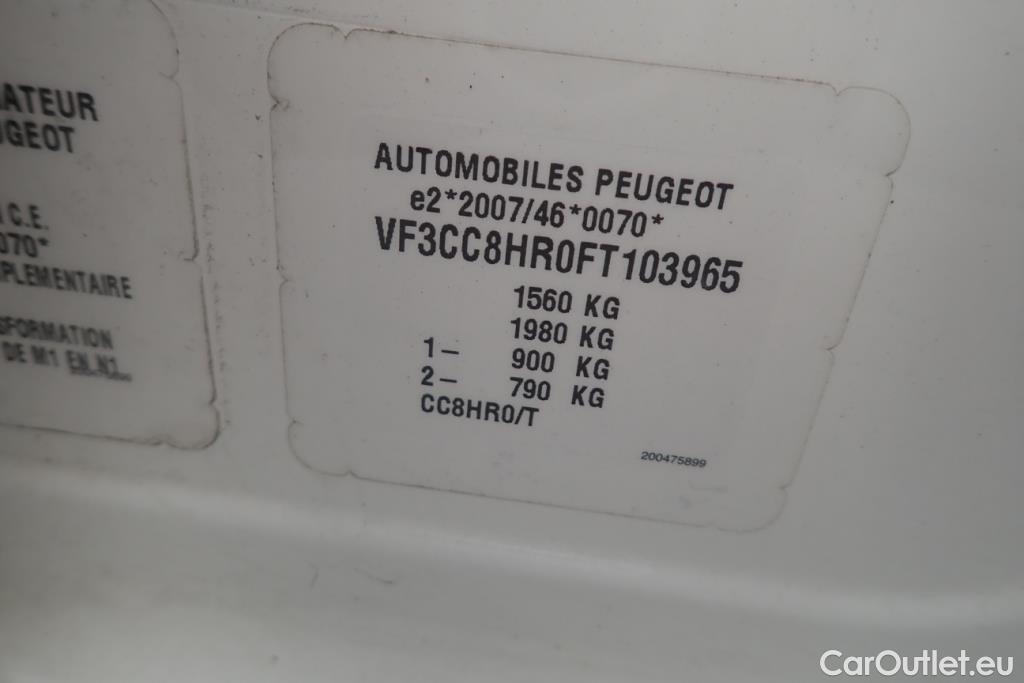 AUTOMOBILES PEUGEOT
e2*2007/46*0070*
VF3CC8HR0FT103965
1560 KG
1980 KG
1– 900 KG
2– 790 KG
CC8HR0/T
200475899
ATEUR
GEOT
C.E.
070*
PLEMENTAIRE
SFORMATION
DE M1 EN N1
CarOutlet.eu